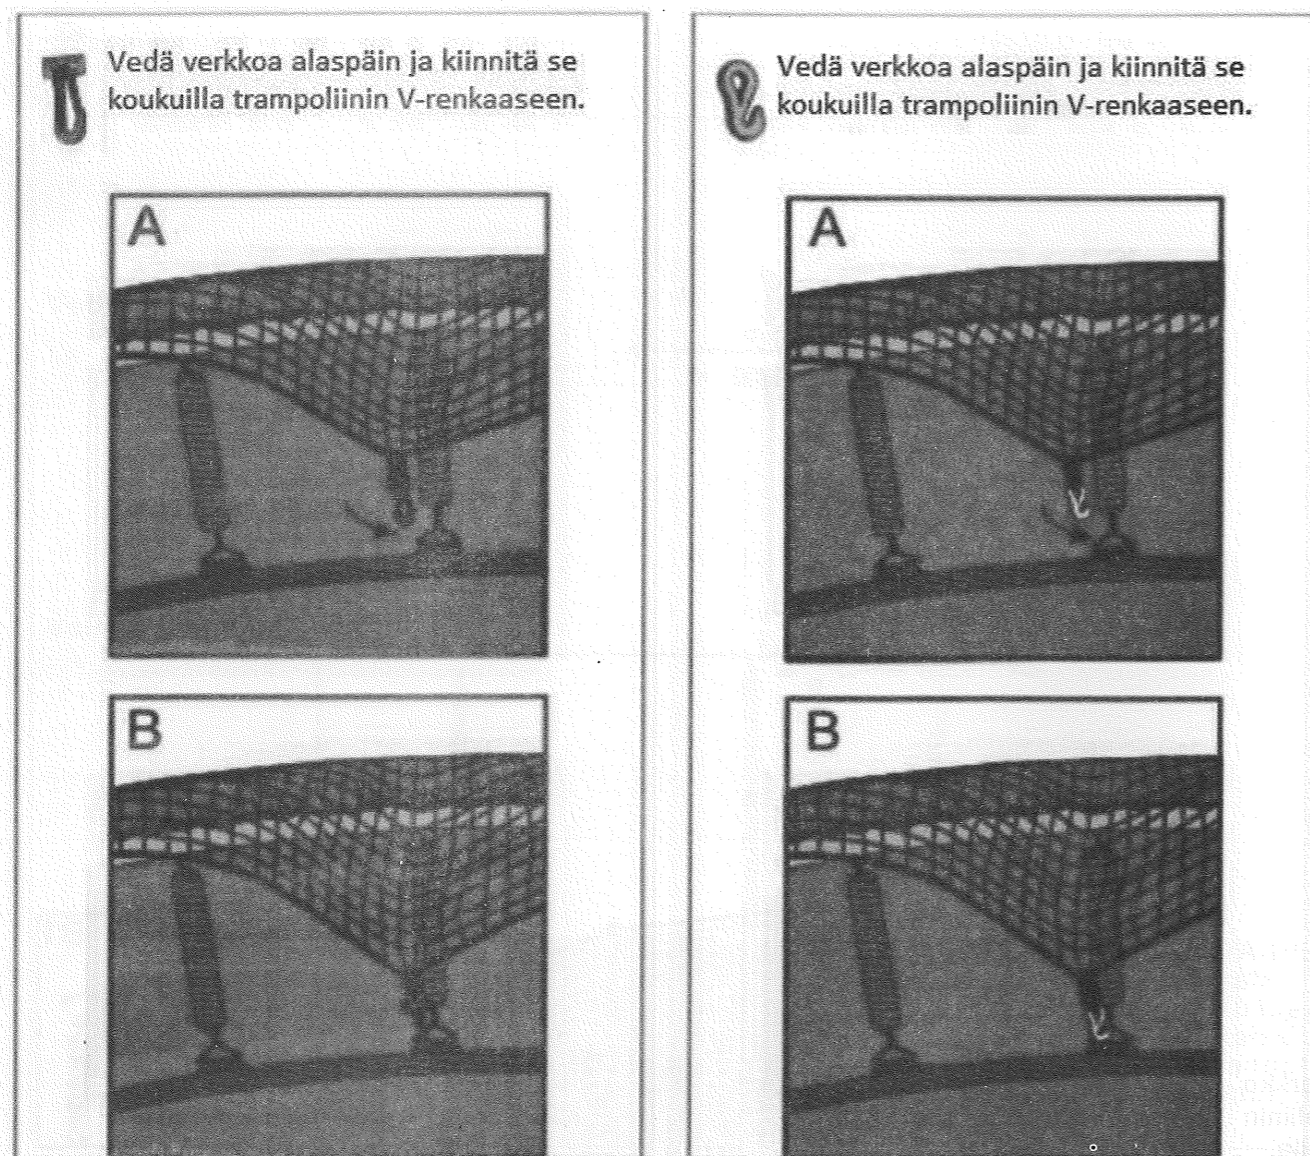 Vedä verkkoa alaspäin ja kiinnitä se
koukuilla trampoliinin V-renkaaseen.
A
B
Vedä verkkoa alaspäin ja kiinnitä se
koukuilla trampoliinin V-renkaaseen.
A
B